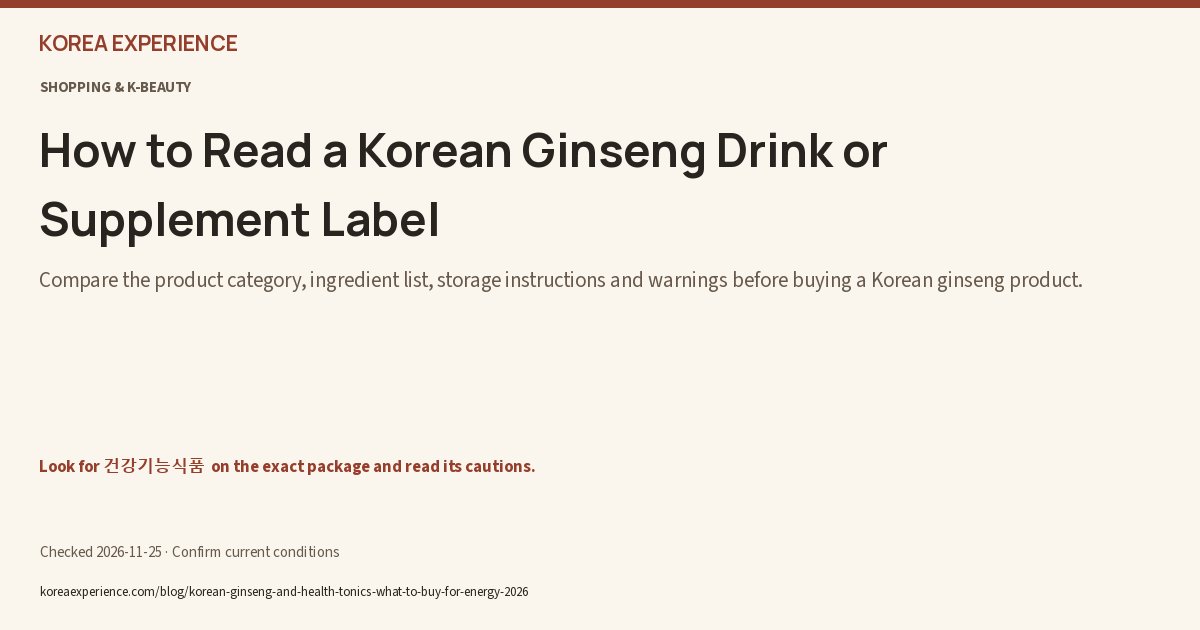 KOREA EXPERIENCE
SHOPPING & K-BEAUTY
How to Read a Korean Ginseng Drink or
Supplement Label
Compare the product category, ingredient list, storage instructions and warnings before buying a Korean ginseng product.
Look for 건강기능식품 on the exact package and read its cautions.
Checked 2026-11-25 · Confirm current conditions
koreaexperience.com/blog/korean-ginseng-and-health-tonics-what-to-buy-for-energy-2026